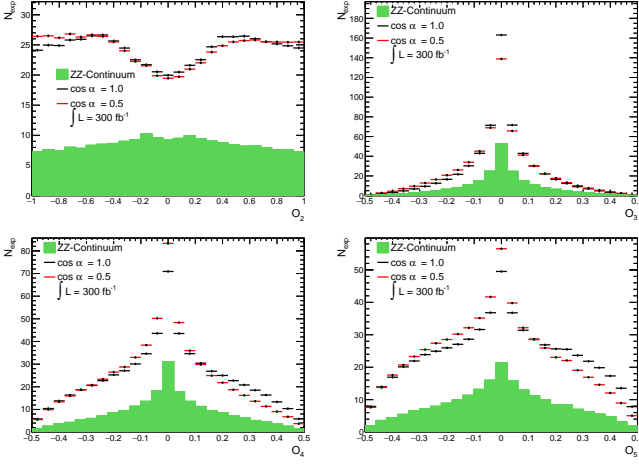 N_exp
40
35
30
25
20
15
10
5
0
ZZ-Continuum
cos α = 1.0
cos α = 0.5
∫ L = 300 fb⁻¹
−1 −0.8 −0.6 −0.4 −0.2 0 0.2 0.4 0.6 0.8 1
O₂
N_exp
180
160
140
120
100
80
60
40
20
0
ZZ-Continuum
cos α = 1.0
cos α = 0.5
∫ L = 300 fb⁻¹
−0.5 −0.4 −0.3 −0.2 −0.1 0 0.1 0.2 0.3 0.4 0.5
O₃
N_exp
80
70
60
50
40
30
20
10
0
ZZ-Continuum
cos α = 1.0
cos α = 0.5
∫ L = 300 fb⁻¹
−0.5 −0.4 −0.3 −0.2 −0.1 0 0.1 0.2 0.3 0.4 0.5
O₄
N_exp
50
40
30
20
10
0
ZZ-Continuum
cos α = 1.0
cos α = 0.5
∫ L = 300 fb⁻¹
−0.5 −0.4 −0.3 −0.2 −0.1 0 0.1 0.2 0.3 0.4 0.5